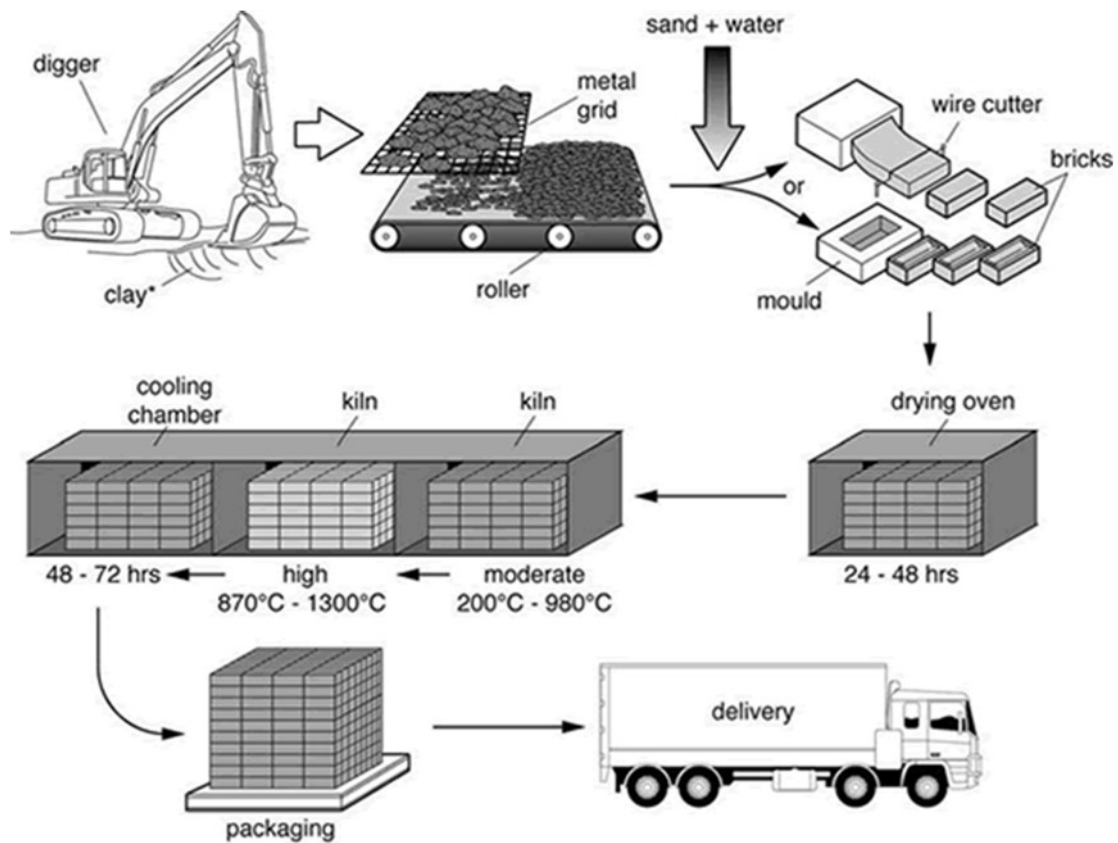 digger
clay*
metal
grid
roller
sand + water
or
wire cutter
bricks
mould
drying oven
24 - 48 hrs
kiln
moderate
200°C - 980°C
kiln
high
870°C - 1300°C
cooling
chamber
48 - 72 hrs
packaging
delivery